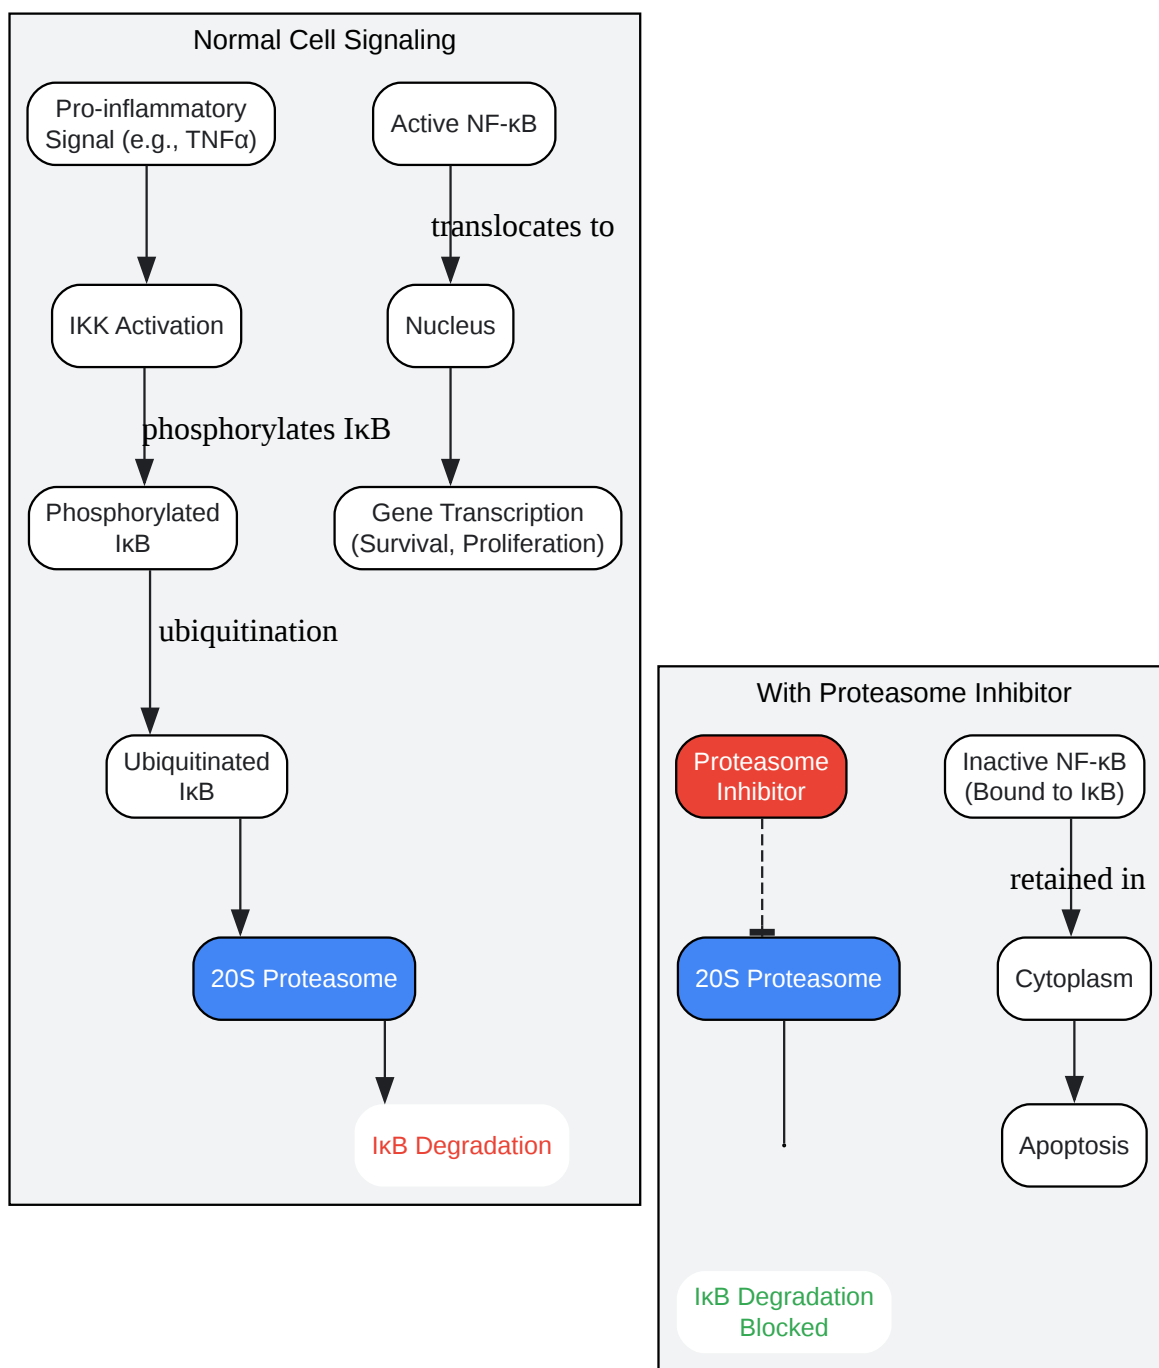 Normal Cell Signaling
Pro-inflammatory
Signal (e.g., TNFα)
Active NF-κB
translocates to
IKK Activation
Nucleus
phosphorylates IκB
Phosphorylated
IκB
Gene Transcription
(Survival, Proliferation)
ubiquitination
Ubiquitinated
IκB
20S Proteasome
IκB Degradation
With Proteasome Inhibitor
Proteasome
Inhibitor
Inactive NF-κB
(Bound to IκB)
retained in
20S Proteasome
Cytoplasm
Apoptosis
IκB Degradation
Blocked